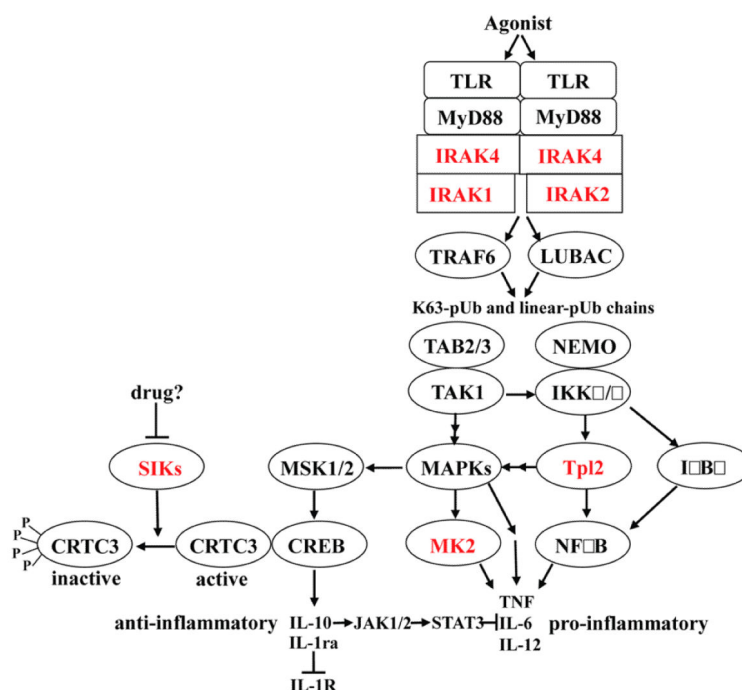 Agonist
TLR TLR
MyD88 MyD88
IRAK4 IRAK4
IRAK1 IRAK2
TRAF6 LUBAC
K63-pUb and linear-pUb chains
TAB2/3 NEMO
drug? TAK1 IKK□/□
SIKs MSK1/2 MAPKs Tpl2 I□B□
P
P
P
P
CRTC3 CRTC3 CREB MK2 NF□B
inactive active
TNF
anti-inflammatory IL-10 JAK1/2 STAT3 IL-6 pro-inflammatory
IL-1ra IL-12
IL-1R